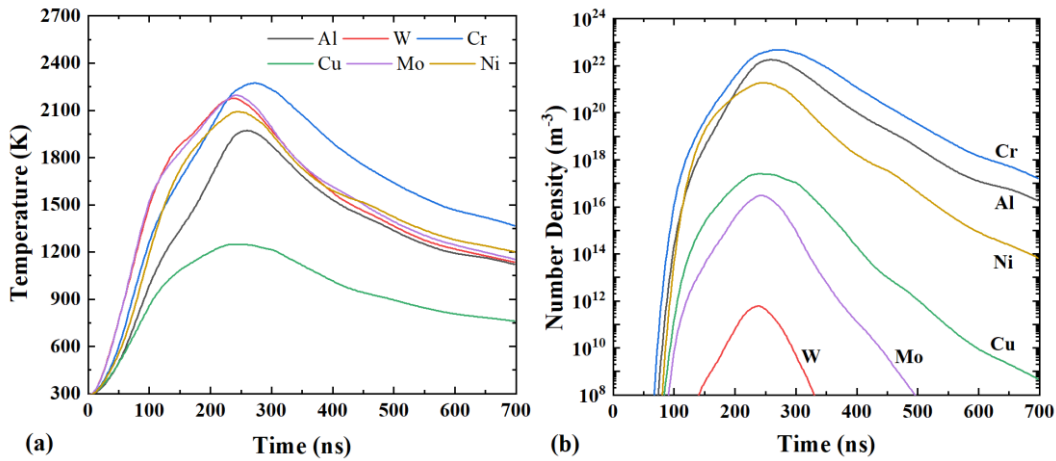 2700
2400
2100
1800
1500
1200
900
600
300
Temperature (K)
Al W Cr
Cu Mo Ni
0 100 200 300 400 500 600 700
Time (ns)
(a)
10^24
10^22
10^20
10^18
10^16
10^14
10^12
10^10
10^8
Number Density (m^-3)
Cr
Al
Ni
Cu
W Mo
0 100 200 300 400 500 600 700
Time (ns)
(b)